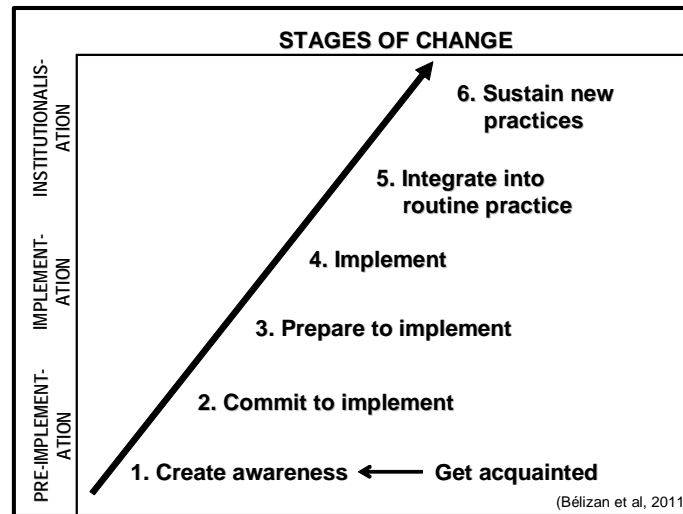 STAGES OF CHANGE
INSTITUTIONALIS-
ATION
6. Sustain new
practices
5. Integrate into
routine practice
IMPLEMENT-
ATION
4. Implement
3. Prepare to implement
PRE-IMPLEMENT-
ATION
2. Commit to implement
1. Create awareness
Get acquainted
(Bélizan et al, 2011